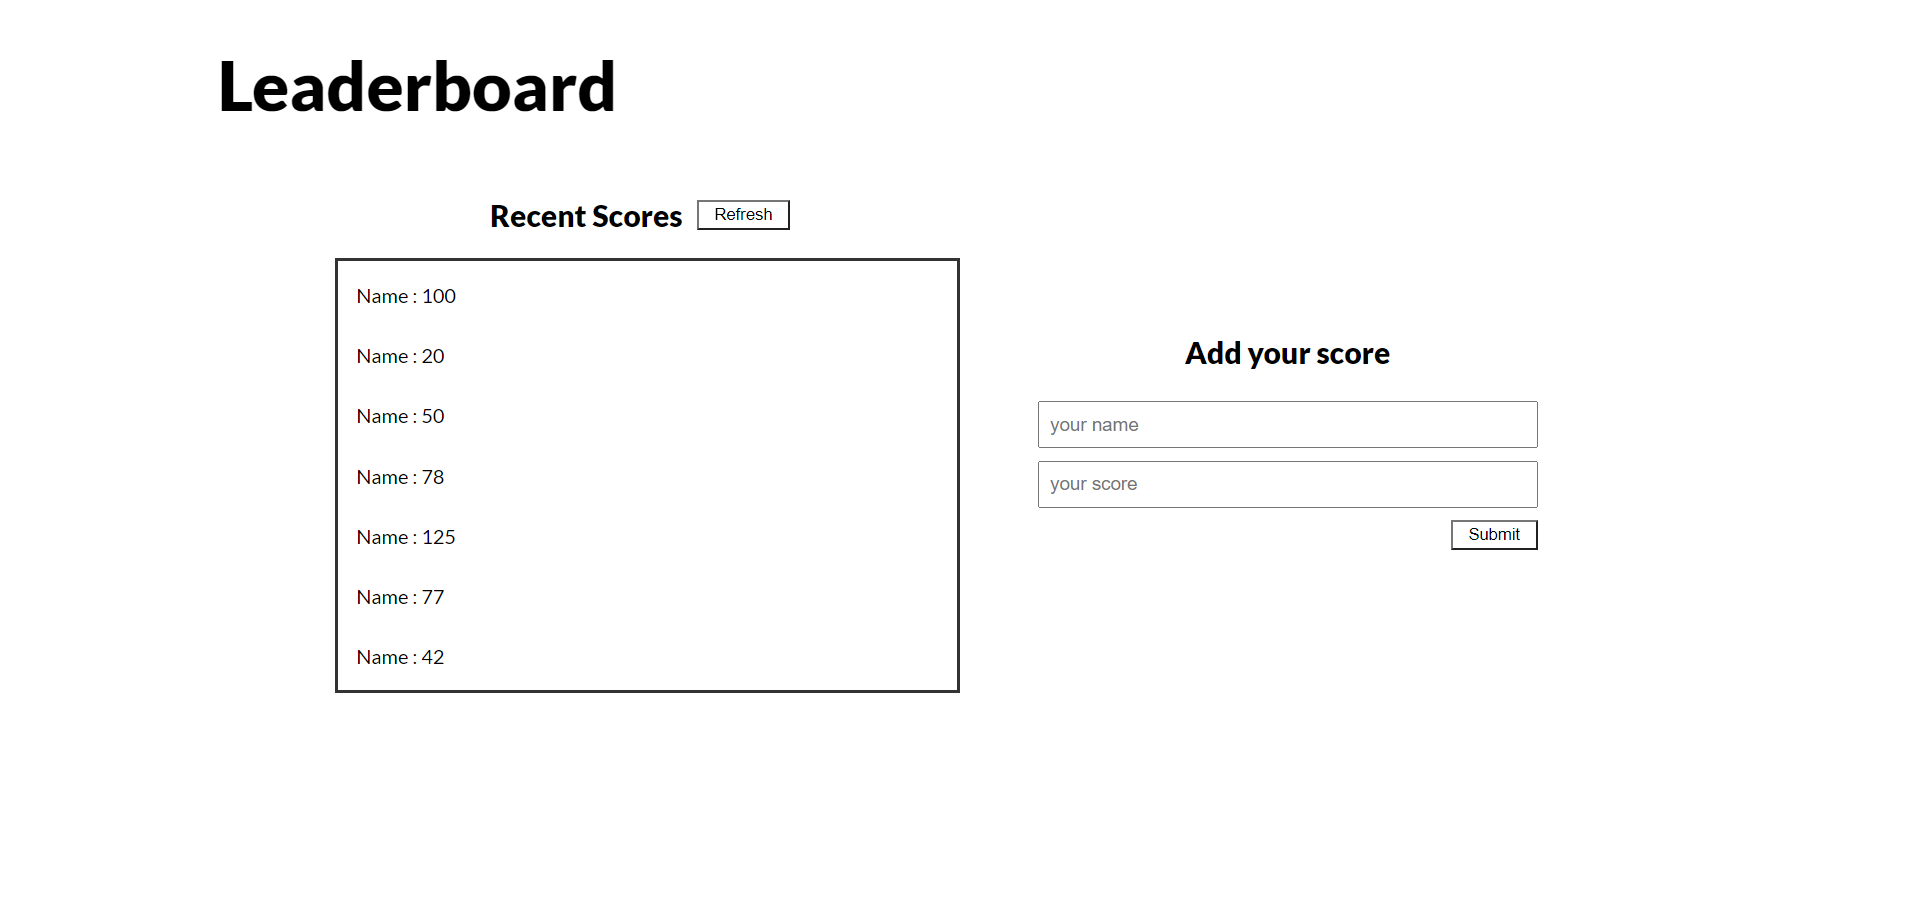 Leaderboard
Recent Scores Refresh
Name : 100
Name : 20
Name : 50
Name : 78
Name : 125
Name : 77
Name : 42
Add your score
your name
your score
Submit